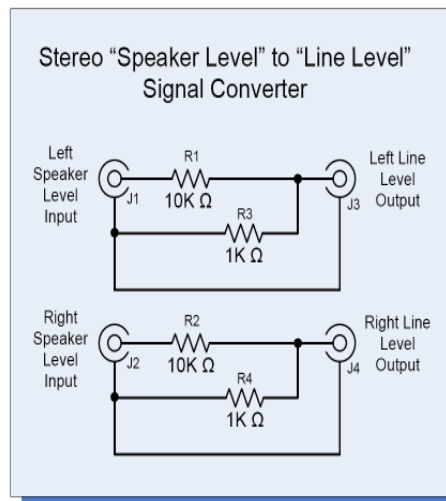 Stereo “Speaker Level” to “Line Level”
Signal Converter
Left
Speaker
Level
Input
J1
R1
10K Ω
R3
1K Ω
J3
Left Line
Level
Output
Right
Speaker
Level
Input
J2
R2
10K Ω
R4
1K Ω
J4
Right Line
Level
Output